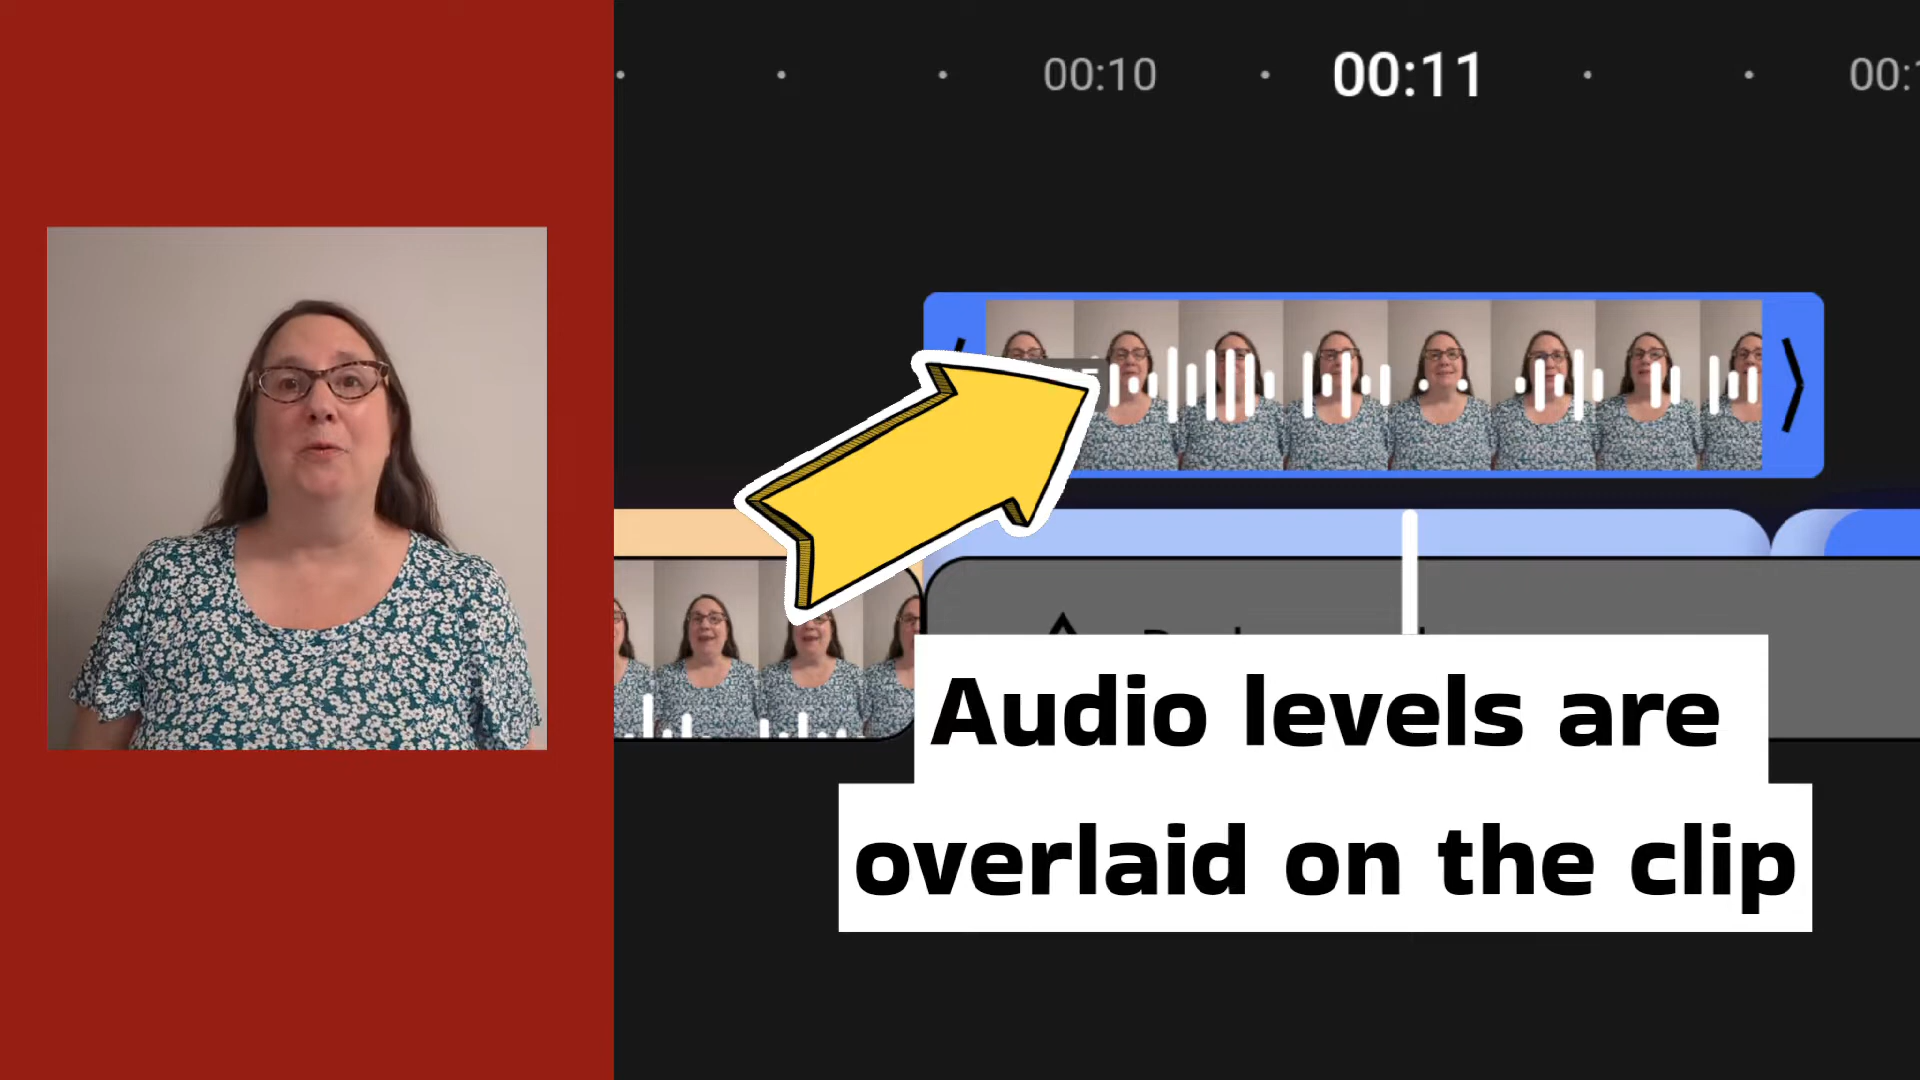 00:10
00:11
Audio levels are
overlaid on the clip